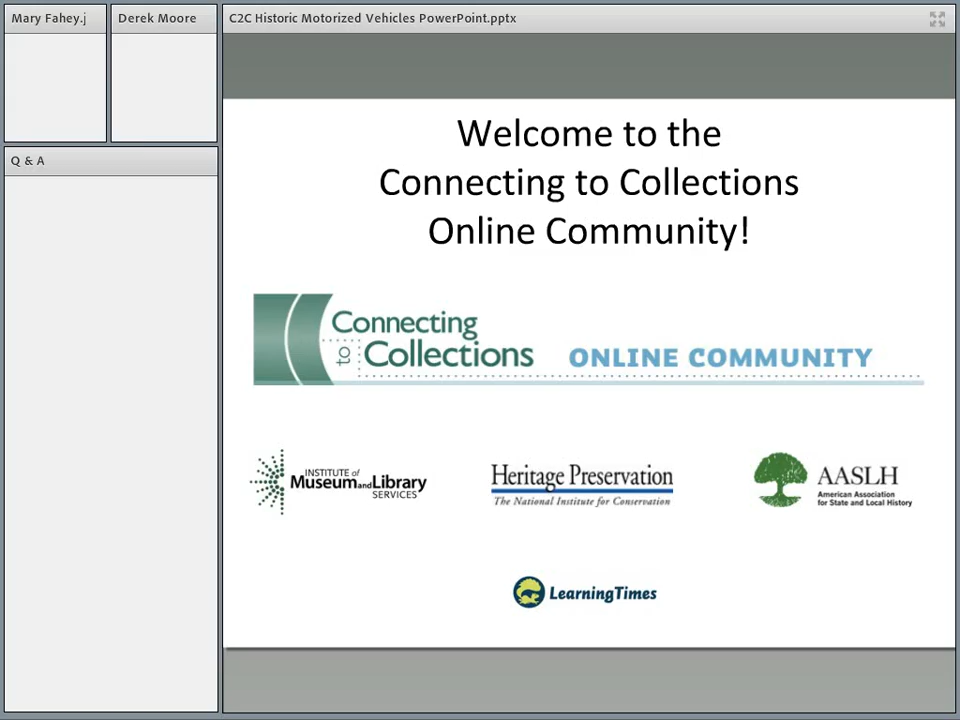 Mary Fahey.j
Derek Moore
C2C Historic Motorized Vehicles PowerPoint.pptx
Q & A
Welcome to the
Connecting to Collections
Online Community!
Connecting
to Collections
ONLINE COMMUNITY
INSTITUTE of
Museum and Library
SERVICES
Heritage Preservation
The National Institute for Conservation
AASLH
American Association
for State and Local History
LearningTimes